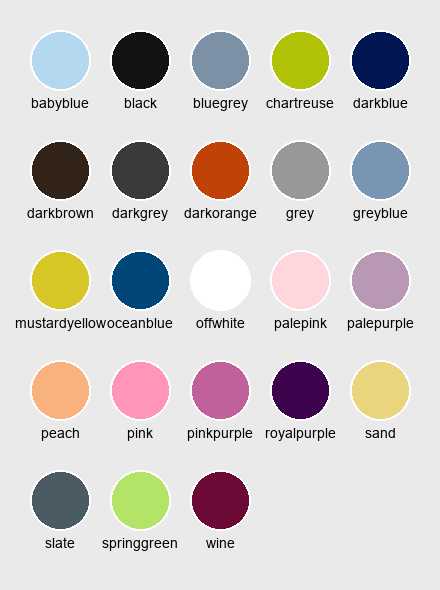 babyblue black bluegrey chartreuse darkblue
darkbrown darkgrey darkorange grey greyblue
mustardyellow oceanblue offwhite palepink palepurple
peach pink pinkpurple royalpurple sand
slate springgreen wine